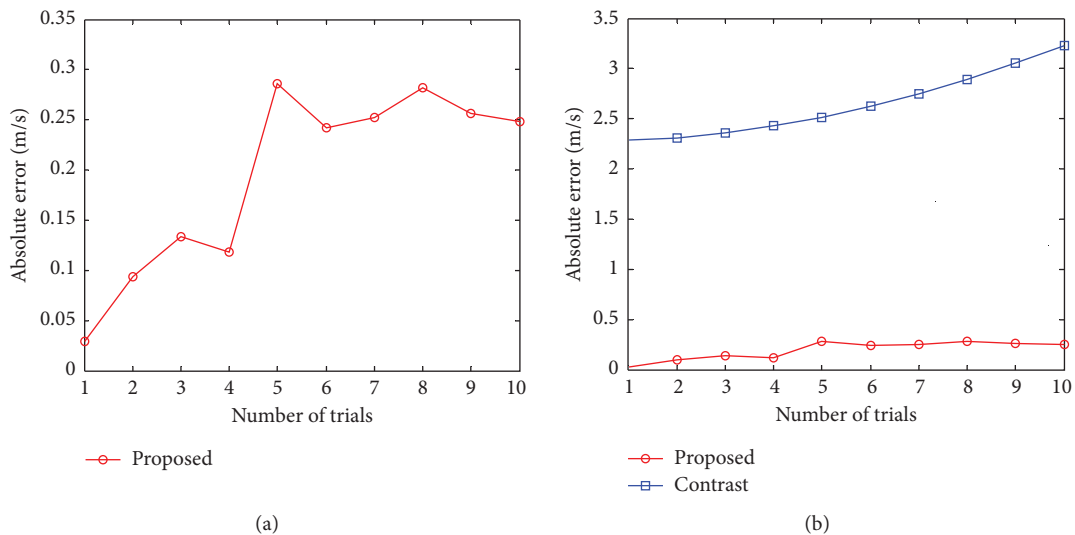 0.35
0.3
0.25
0.2
0.15
0.1
0.05
0
Absolute error (m/s)
1 2 3 4 5 6 7 8 9 10
Number of trials
Proposed
(a)
3.5
3
2.5
2
1.5
1
0.5
0
Absolute error (m/s)
1 2 3 4 5 6 7 8 9 10
Number of trials
Proposed
Contrast
(b)